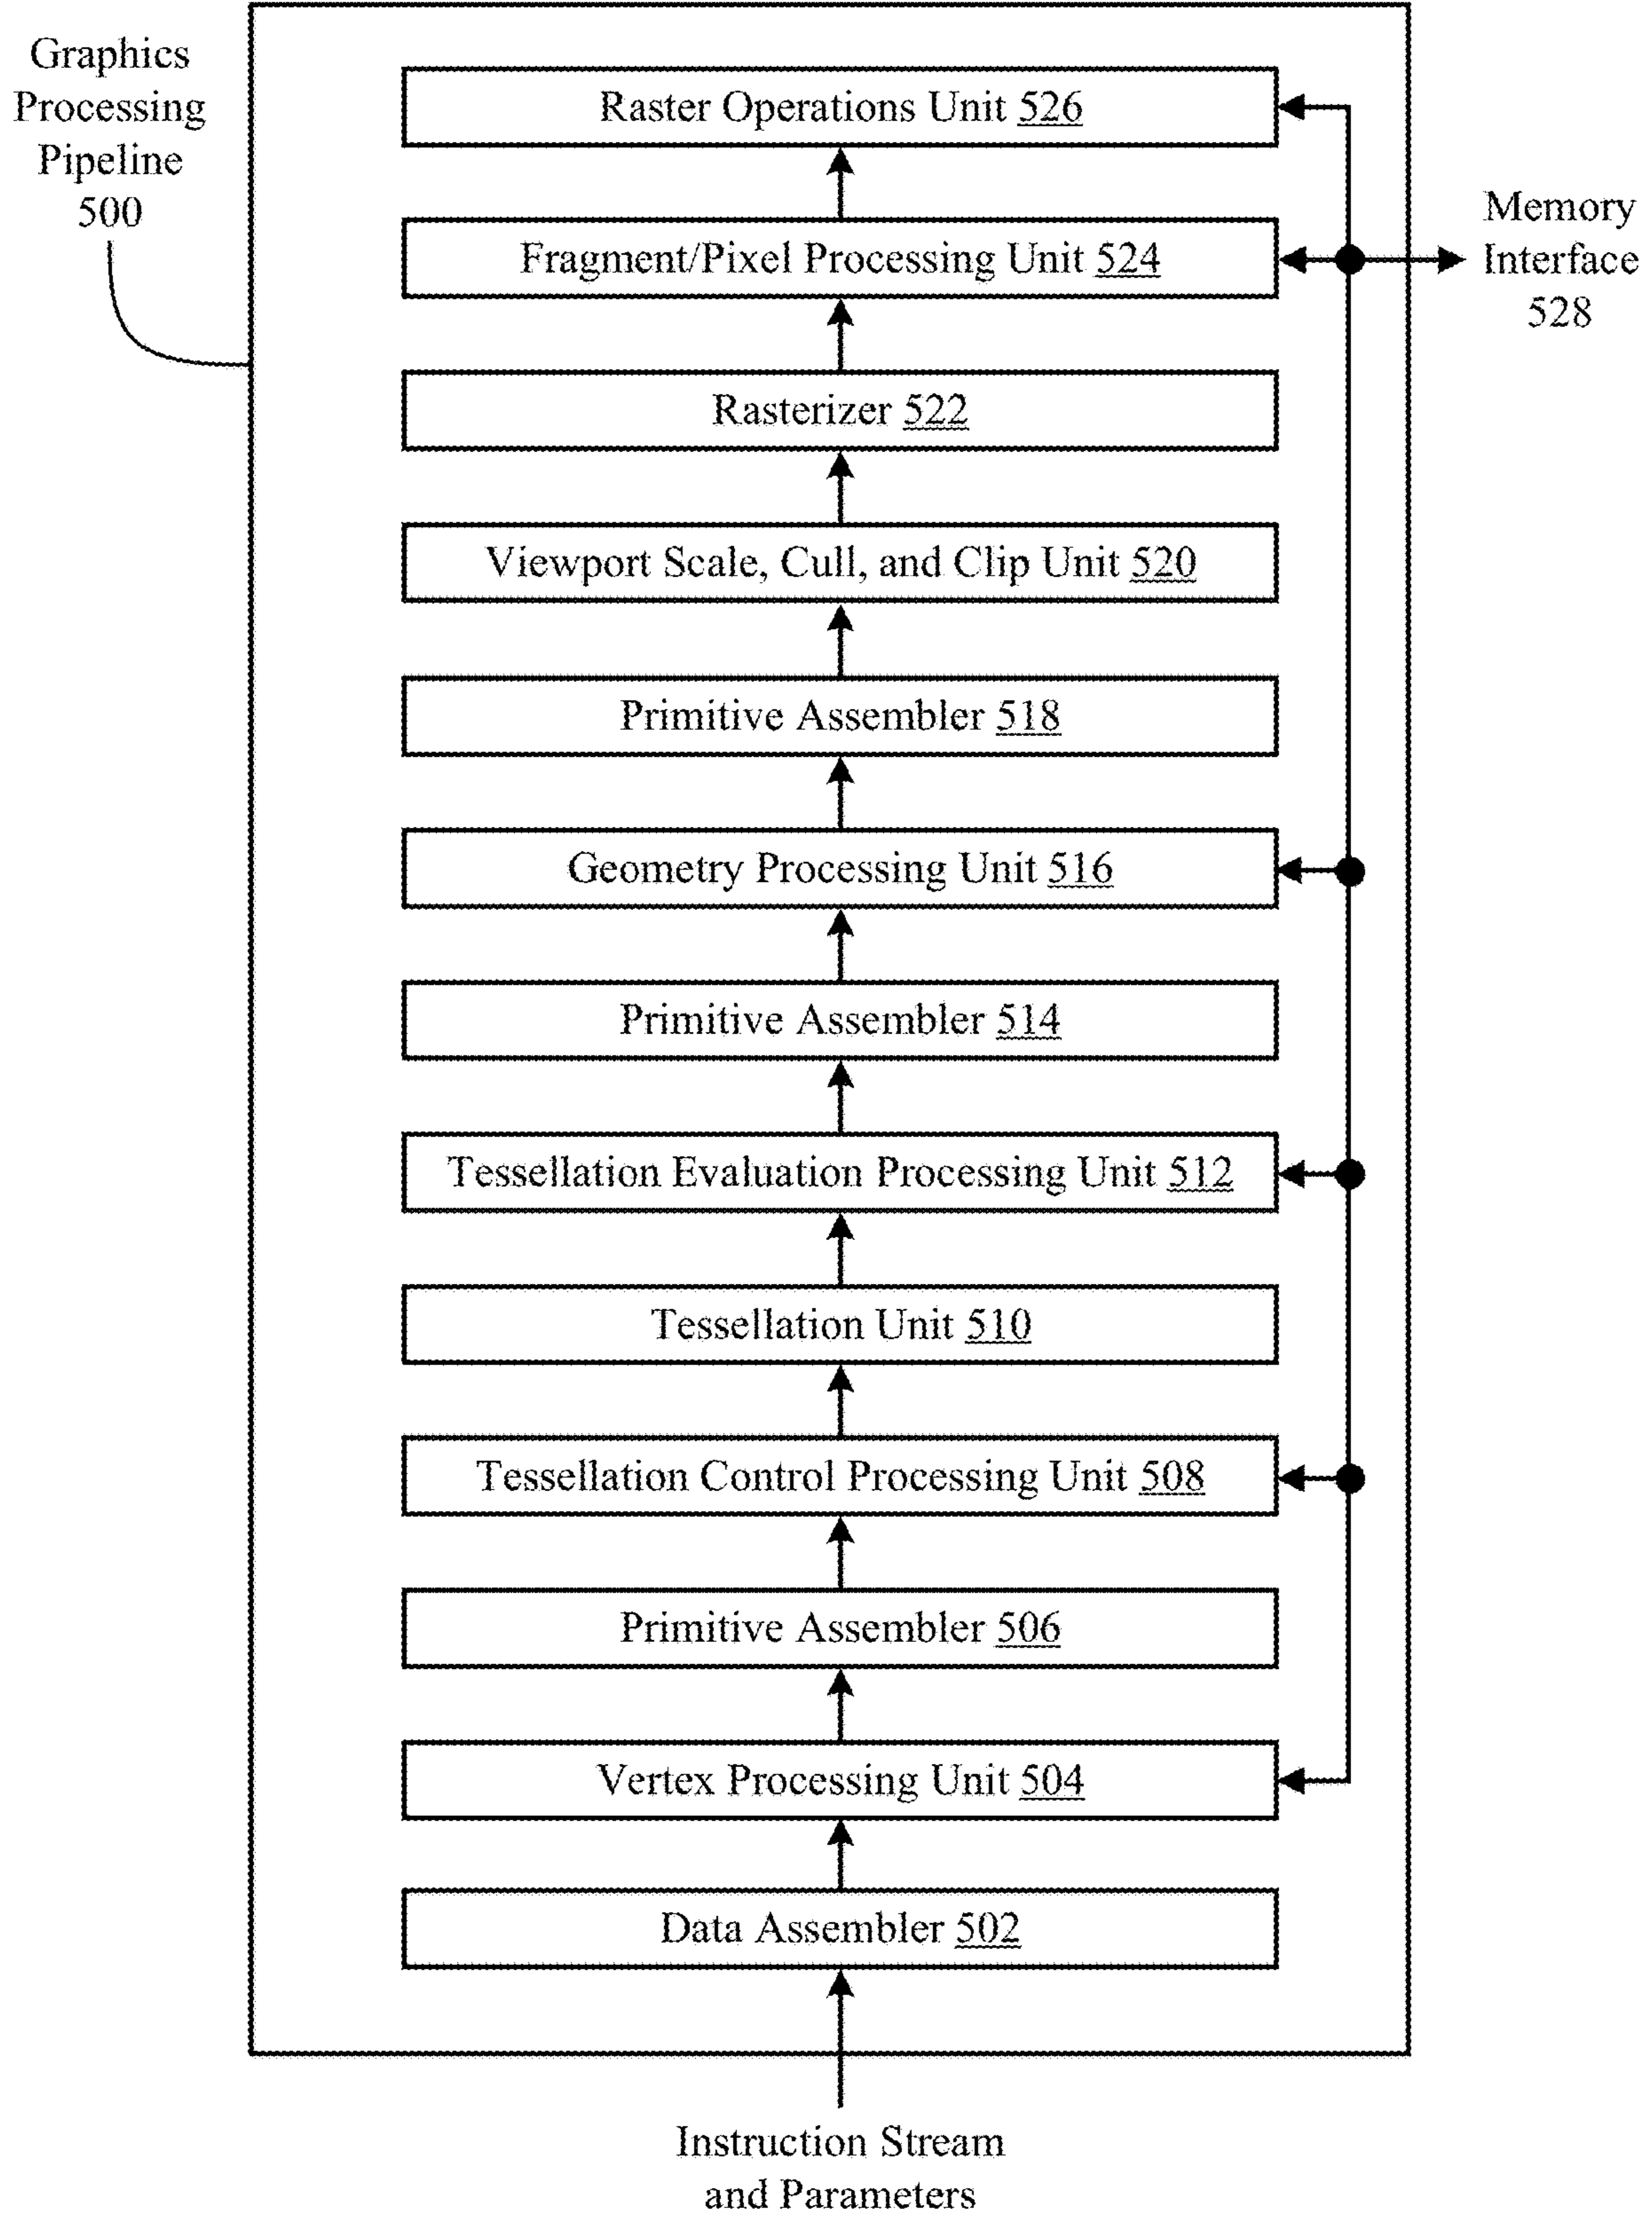 Graphics
Processing
Pipeline
500
Raster Operations Unit 526
Fragment/Pixel Processing Unit 524
Memory
Interface
528
Rasterizer 522
Viewport Scale, Cull, and Clip Unit 520
Primitive Assembler 518
Geometry Processing Unit 516
Primitive Assembler 514
Tessellation Evaluation Processing Unit 512
Tessellation Unit 510
Tessellation Control Processing Unit 508
Primitive Assembler 506
Vertex Processing Unit 504
Data Assembler 502
Instruction Stream
and Parameters